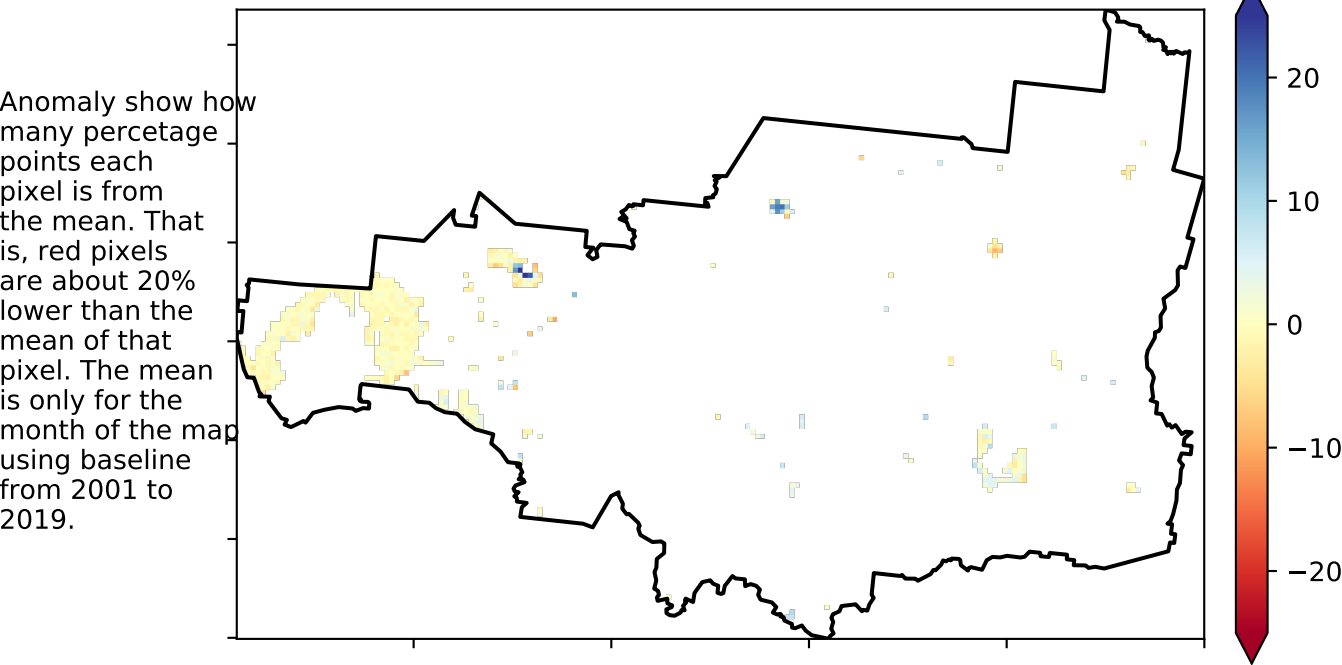 Anomaly show how
many percetage
points each
pixel is from
the mean. That
is, red pixels
are about 20%
lower than the
mean of that
pixel. The mean
is only for the
month of the map
using baseline
from 2001 to
2019.
20
10
0
−10
−20